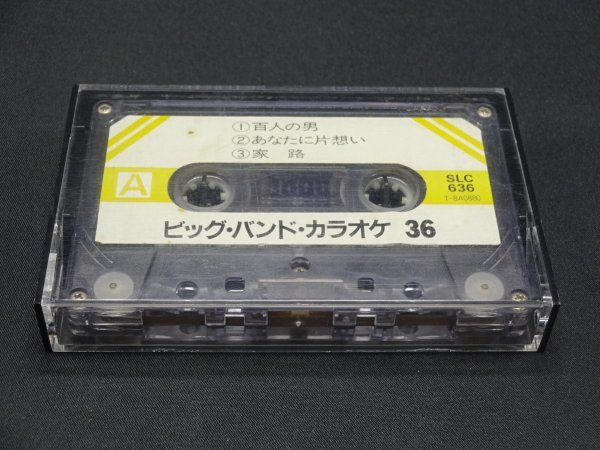 ①百人の男
②あなたに片想い
③家 路
A
SLC
636
ビッグ・バンド・カラオケ 36